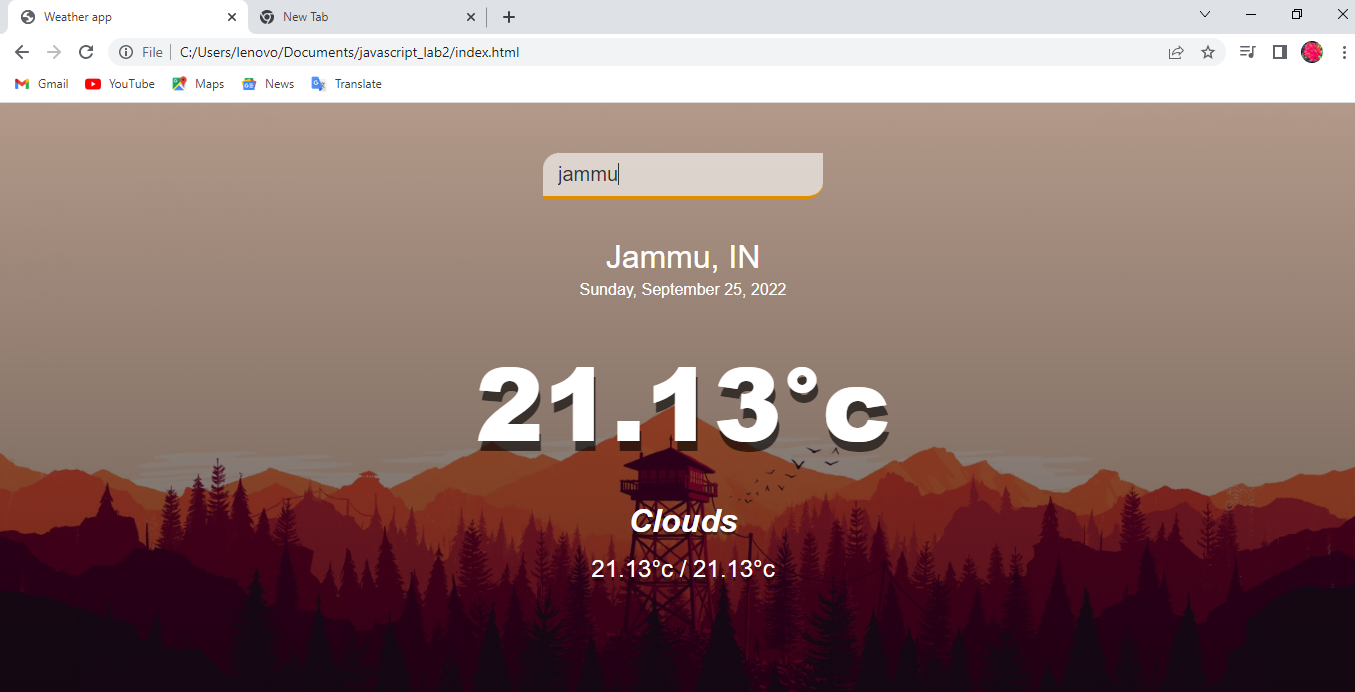 Weather app
New Tab
File
C:/Users/lenovo/Documents/javascript_lab2/index.html
Gmail
YouTube
Maps
News
Translate
jammu
Jammu, IN
Sunday, September 25, 2022
21.13°c
Clouds
21.13°c / 21.13°c